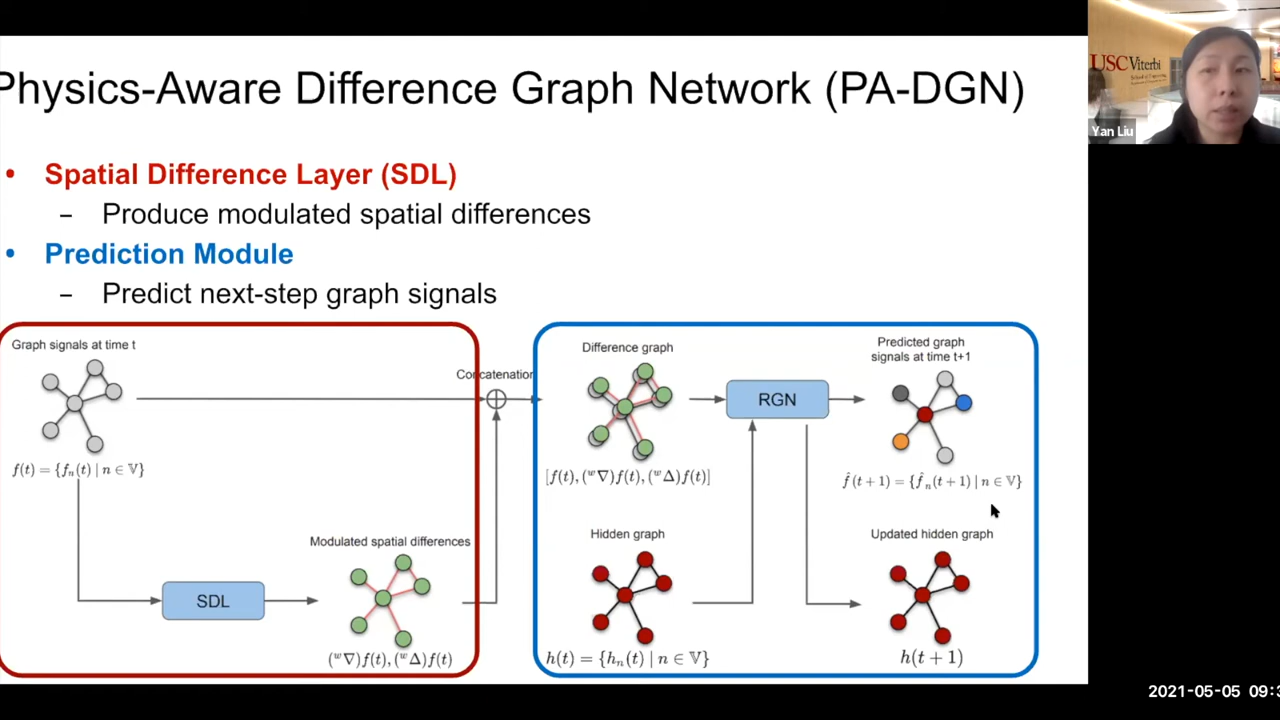 Physics-Aware Difference Graph Network (PA-DGN)
• Spatial Difference Layer (SDL)
– Produce modulated spatial differences
• Prediction Module
– Predict next-step graph signals
Graph signals at time t
f(t) = {fₙ(t) | n ∈ 𝕍}
SDL
Modulated spatial differences
(ʷ∇)f(t), (ʷΔ)f(t)
Concatenation
Difference graph
[f(t), (ʷ∇)f(t), (ʷΔ)f(t)]
RGN
Predicted graph
signals at time t+1
f̂(t + 1) = {f̂ₙ(t + 1) | n ∈ 𝕍}
Hidden graph
h(t) = {hₙ(t) | n ∈ 𝕍}
Updated hidden graph
h(t + 1)
USC Viterbi
Yan Liu
2021-05-05 09:3